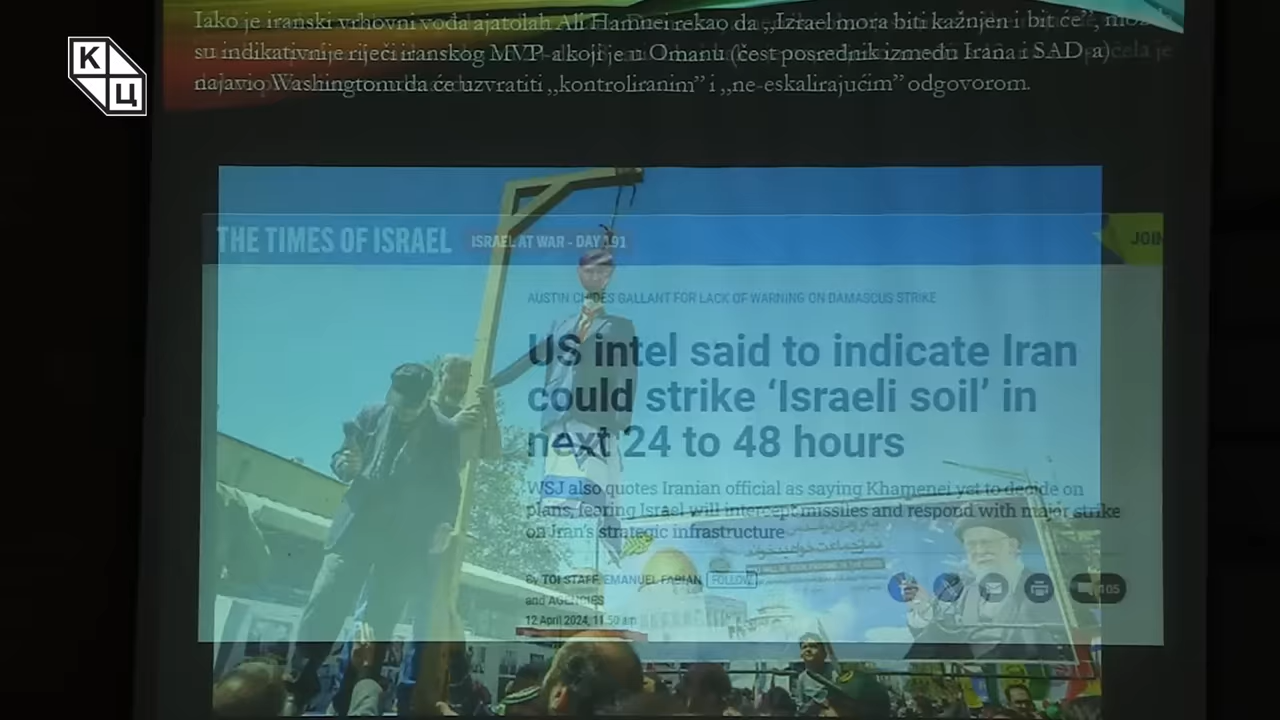 Iako je iranski vrhovni vođa ajatolah Ali Hamnei rekao da „Izrael mora biti kažnjen i bit će”,
su indikativnije riječi iranskog MVP-a koji je u Omanu (čest posrednik između Irana i SAD-a)
najavio Washingtonu da će uzvratiti „kontroliranim” i „ne-eskalirajućim” odgovorom.
К
Ц
THE TIMES OF ISRAEL
ISRAEL AT WAR - DAY 191
JOIN
AUSTIN CHIDES GALLANT FOR LACK OF WARNING ON DAMASCUS STRIKE
US intel said to indicate Iran
could strike ‘Israeli soil’ in
next 24 to 48 hours
WSJ also quotes Iranian official as saying Khamenei yet to decide on
plans, fearing Israel will intercept missiles and respond with major strike
on Iran’s strategic infrastructure
By TOI STAFF, EMANUEL FABIAN FOLLOW
and AGENCIES
12 April 2024, 11:50 am
105